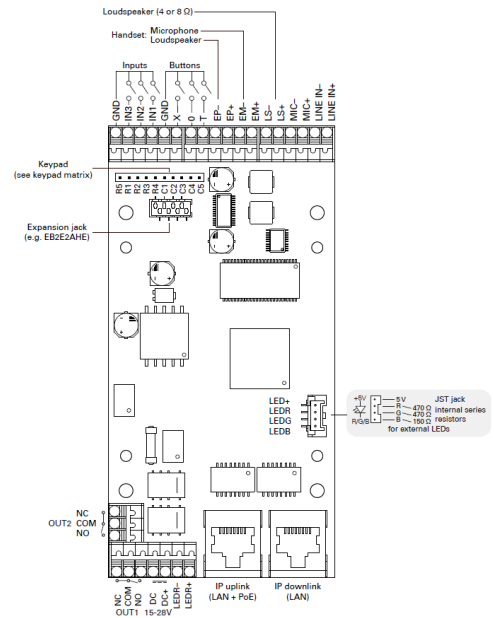 Loudspeaker (4 or 8 Ω)
Handset: Microphone
Loudspeaker
Inputs
Buttons
GND
IN3
IN2
IN1
GND
X
0
T
EP−
EP+
EM−
EM+
LS−
LS+
MIC−
MIC+
LINE IN−
LINE IN+
Keypad
(see keypad matrix)
R5
R1
R2
R3
R4
C1
C2
C3
C4
C5
Expansion jack
(e.g. EB2E2AHE)
LED+
LEDR
LEDG
LEDB
+5V
R/G/B
5 V
R 470 Ω
G 470 Ω
B 150 Ω
JST jack
internal series
resistors
for external LEDs
NC
OUT2 COM
NO
NC
COM
NO
DC
DC+
LEDR−
LEDR+
OUT1 15-28V
IP uplink
(LAN + PoE)
IP downlink
(LAN)